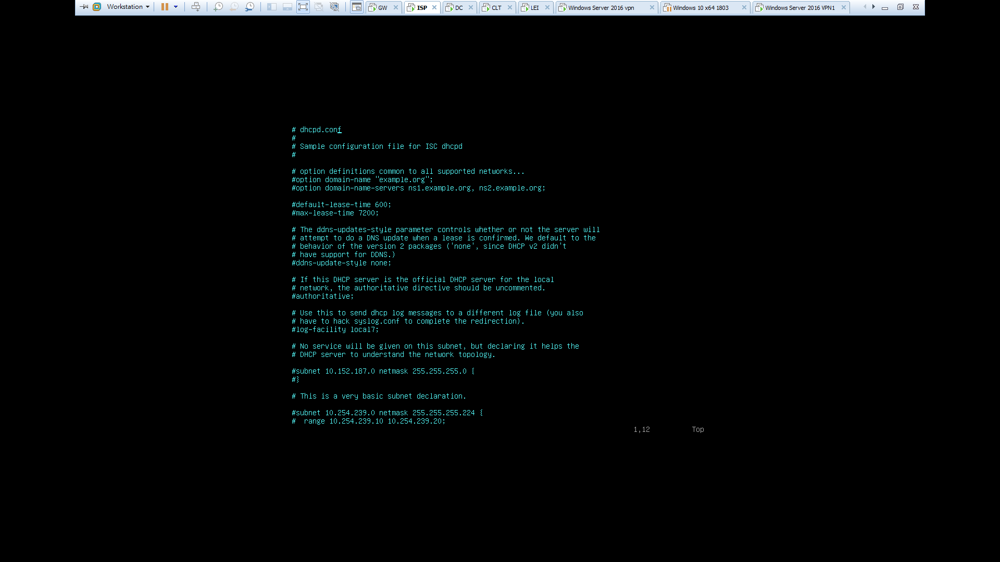 Workstation
GW
ISP
DC
CLT
LEI
Windows Server 2016 vpn
Windows 10 x64 1803
Windows Server 2016 VPN1
# dhcpd.conf
#
# Sample configuration file for ISC dhcpd
#
# option definitions common to all supported networks...
#option domain-name "example.org";
#option domain-name-servers ns1.example.org, ns2.example.org;
#default-lease-time 600;
#max-lease-time 7200;
# The ddns-updates-style parameter controls whether or not the server will
# attempt to do a DNS update when a lease is confirmed. We default to the
# behavior of the version 2 packages ('none', since DHCP v2 didn't
# have support for DDNS.)
#ddns-update-style none;
# If this DHCP server is the official DHCP server for the local
# network, the authoritative directive should be uncommented.
#authoritative;
# Use this to send dhcp log messages to a different log file (you also
# have to hack syslog.conf to complete the redirection).
#log-facility local7;
# No service will be given on this subnet, but declaring it helps the
# DHCP server to understand the network topology.
#subnet 10.152.187.0 netmask 255.255.255.0 {
#}
# This is a very basic subnet declaration.
#subnet 10.254.239.0 netmask 255.255.255.224 {
#  range 10.254.239.10 10.254.239.20;
1,12 Top